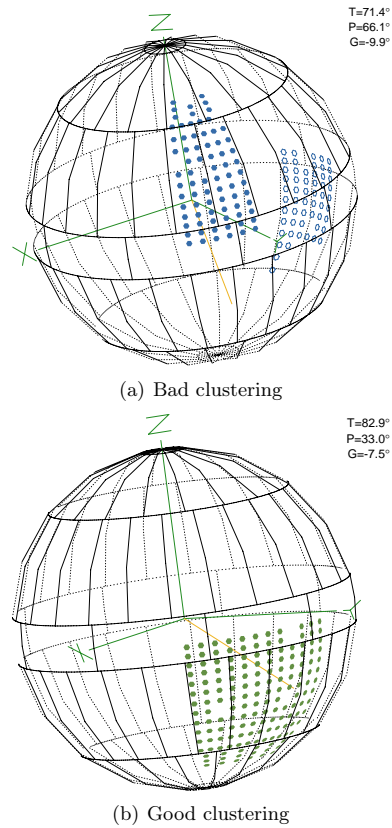 Z
T=71.4°
P=66.1°
G=-9.9°
X
Y
(a) Bad clustering
Z
T=82.9°
P=33.0°
G=-7.5°
Y
X
(b) Good clustering